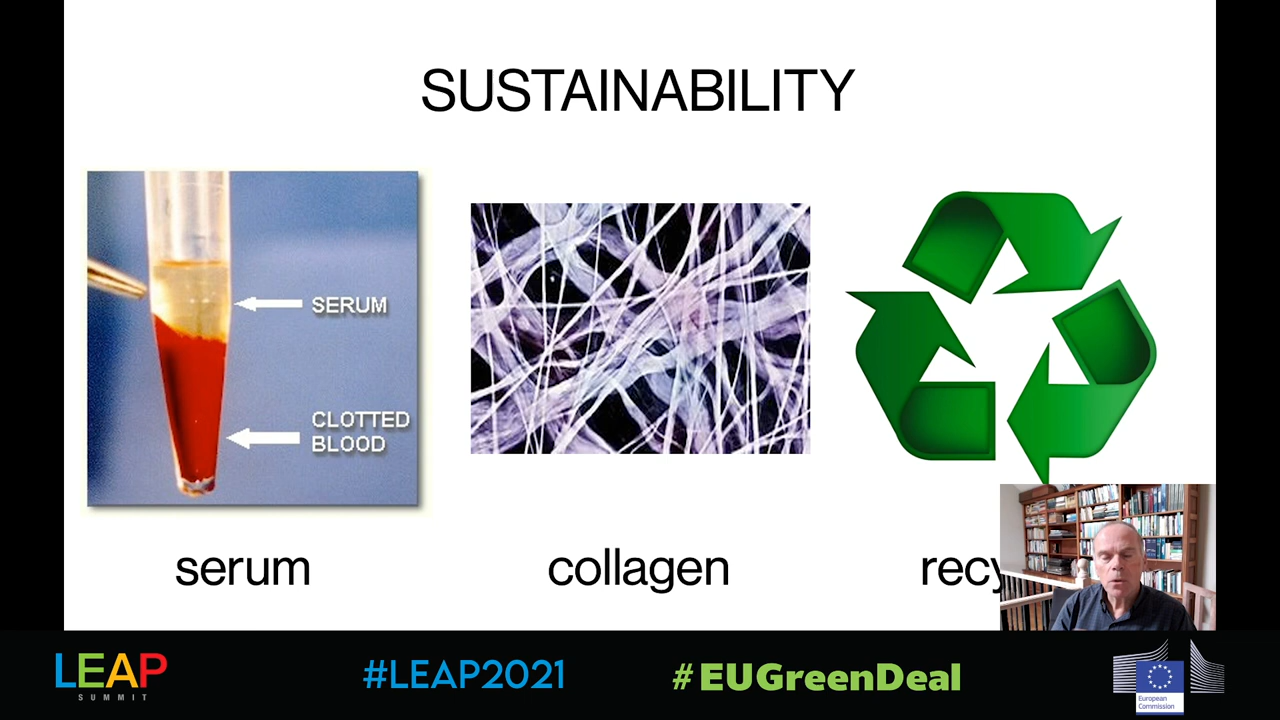 SUSTAINABILITY
SERUM
CLOTTED
BLOOD
serum
collagen
recy
LEAP
SUMMIT
#LEAP2021
#EUGreenDeal
European
Commission